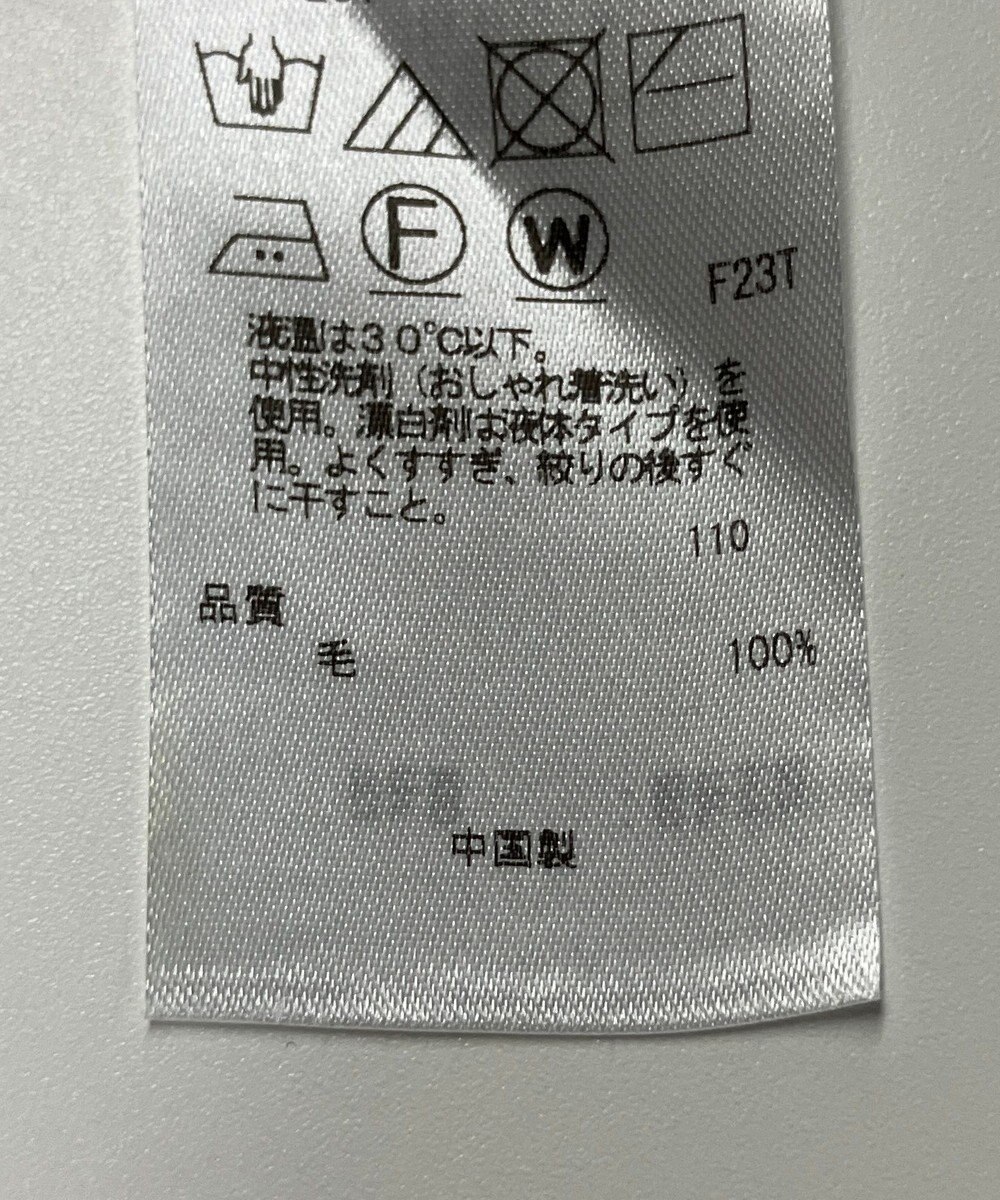 F W
F23T
液温は30℃以下。
中性洗剤(おしゃれ着洗い)を
使用。漂白剤は液体タイプを使
用。よくすすぎ、絞りの後すぐ
に干すこと。
110
品質
毛 100%
中国製